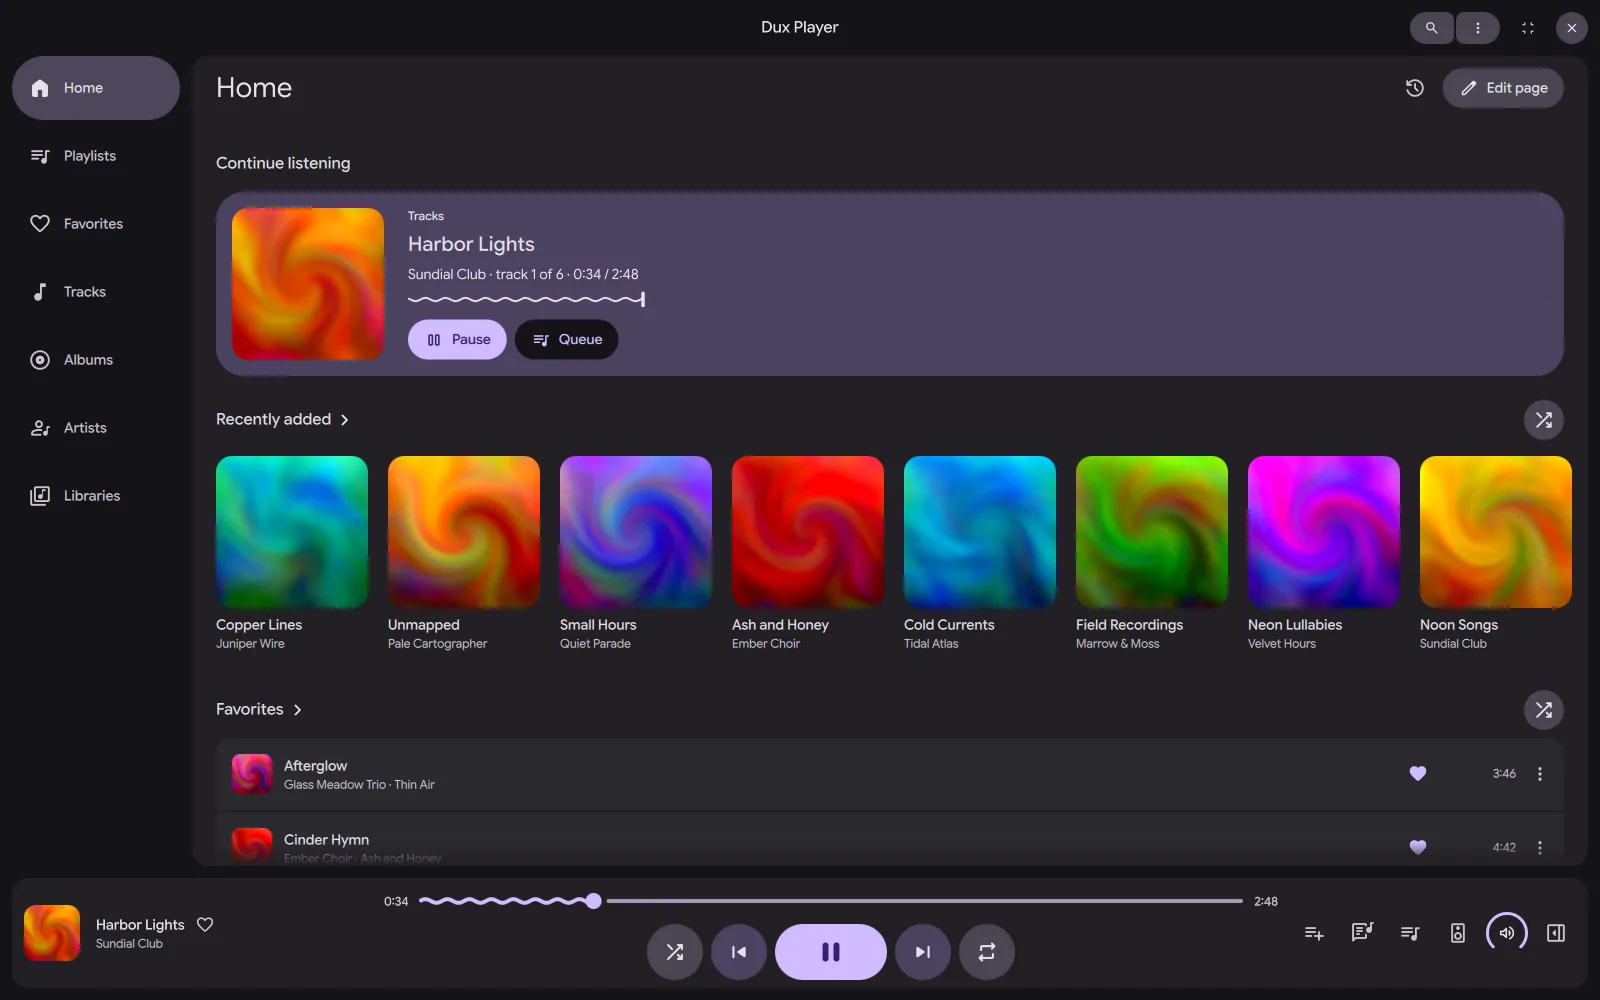 Dux Player
Home
Playlists
Favorites
Tracks
Albums
Artists
Libraries
Home
Edit page
Continue listening
Tracks
Harbor Lights
Sundial Club · track 1 of 6 · 0:34 / 2:48
Pause
Queue
Recently added
Copper Lines
Juniper Wire
Unmapped
Pale Cartographer
Small Hours
Quiet Parade
Ash and Honey
Ember Choir
Cold Currents
Tidal Atlas
Field Recordings
Marrow & Moss
Neon Lullabies
Velvet Hours
Noon Songs
Sundial Club
Favorites
Afterglow
Glass Meadow Trio · Thin Air
3:46
Cinder Hymn
Ember Choir · Ash and Honey
4:42
Harbor Lights
Sundial Club
0:34
2:48